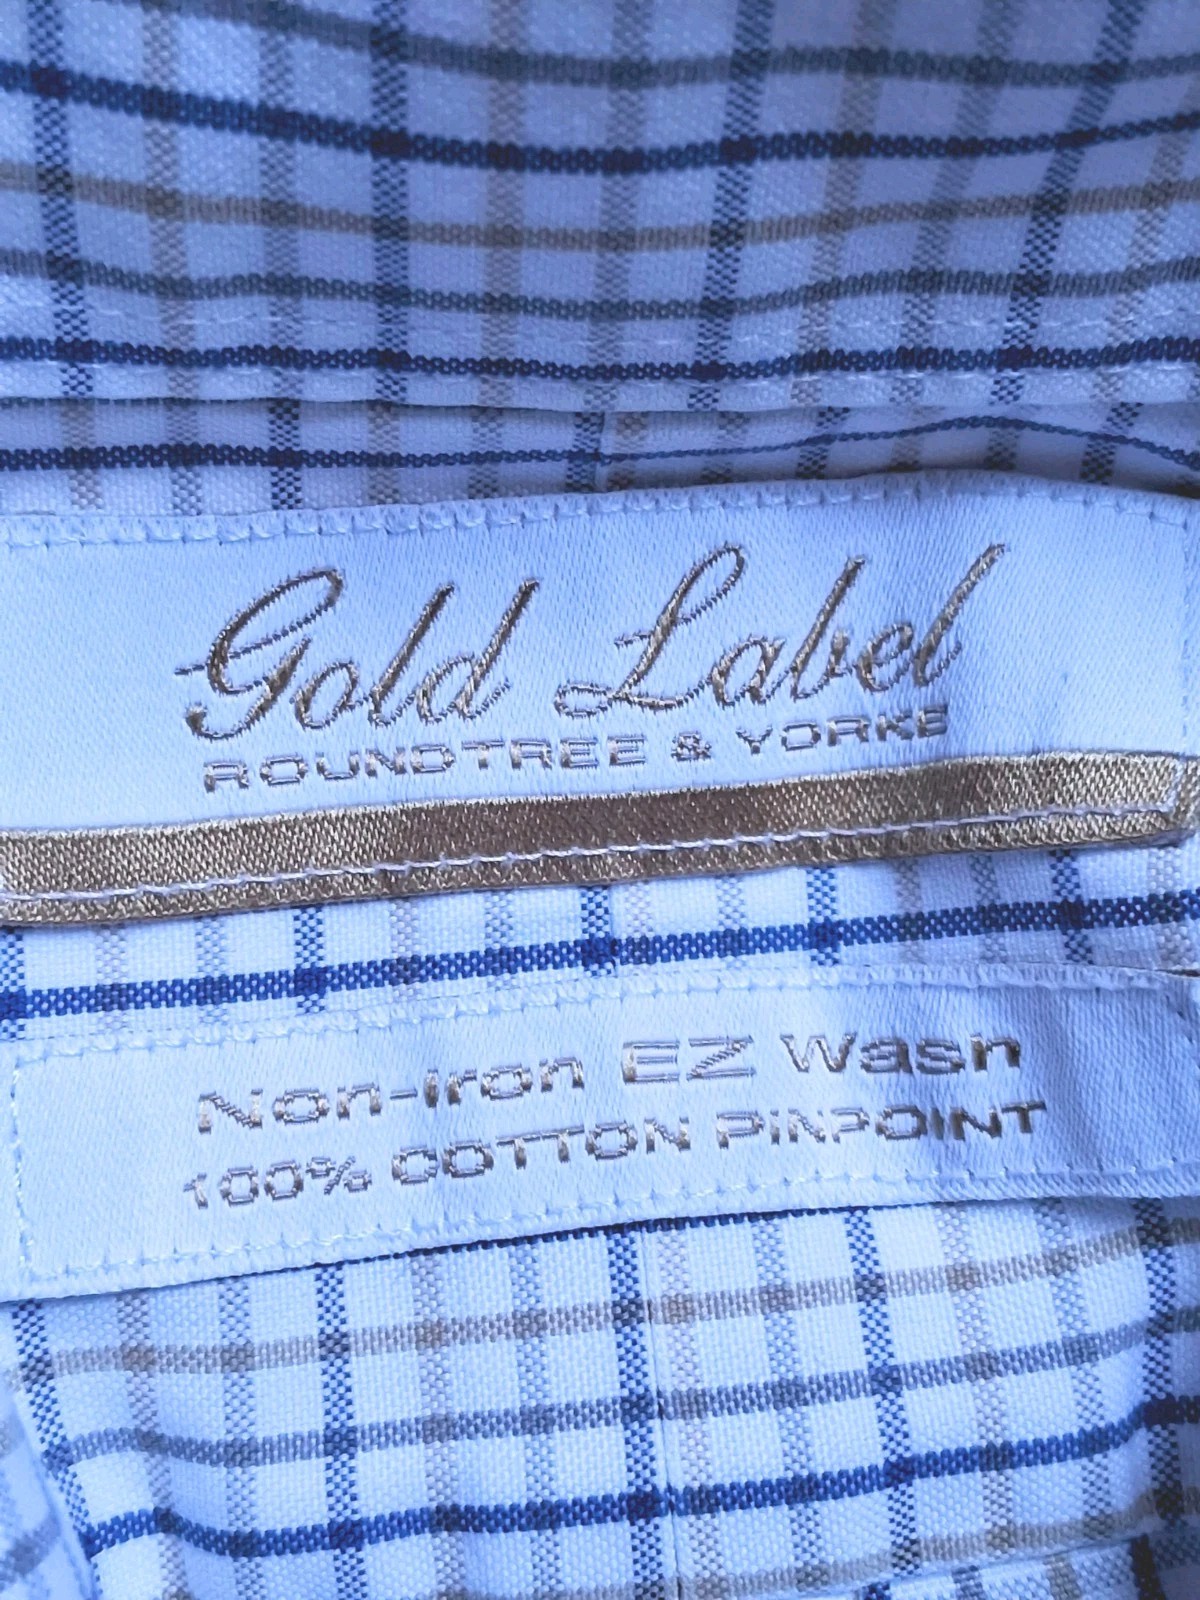 Gold Label
ROUNDTREE & YORKE
Non-Iron EZ Wash
100% COTTON PINPOINT